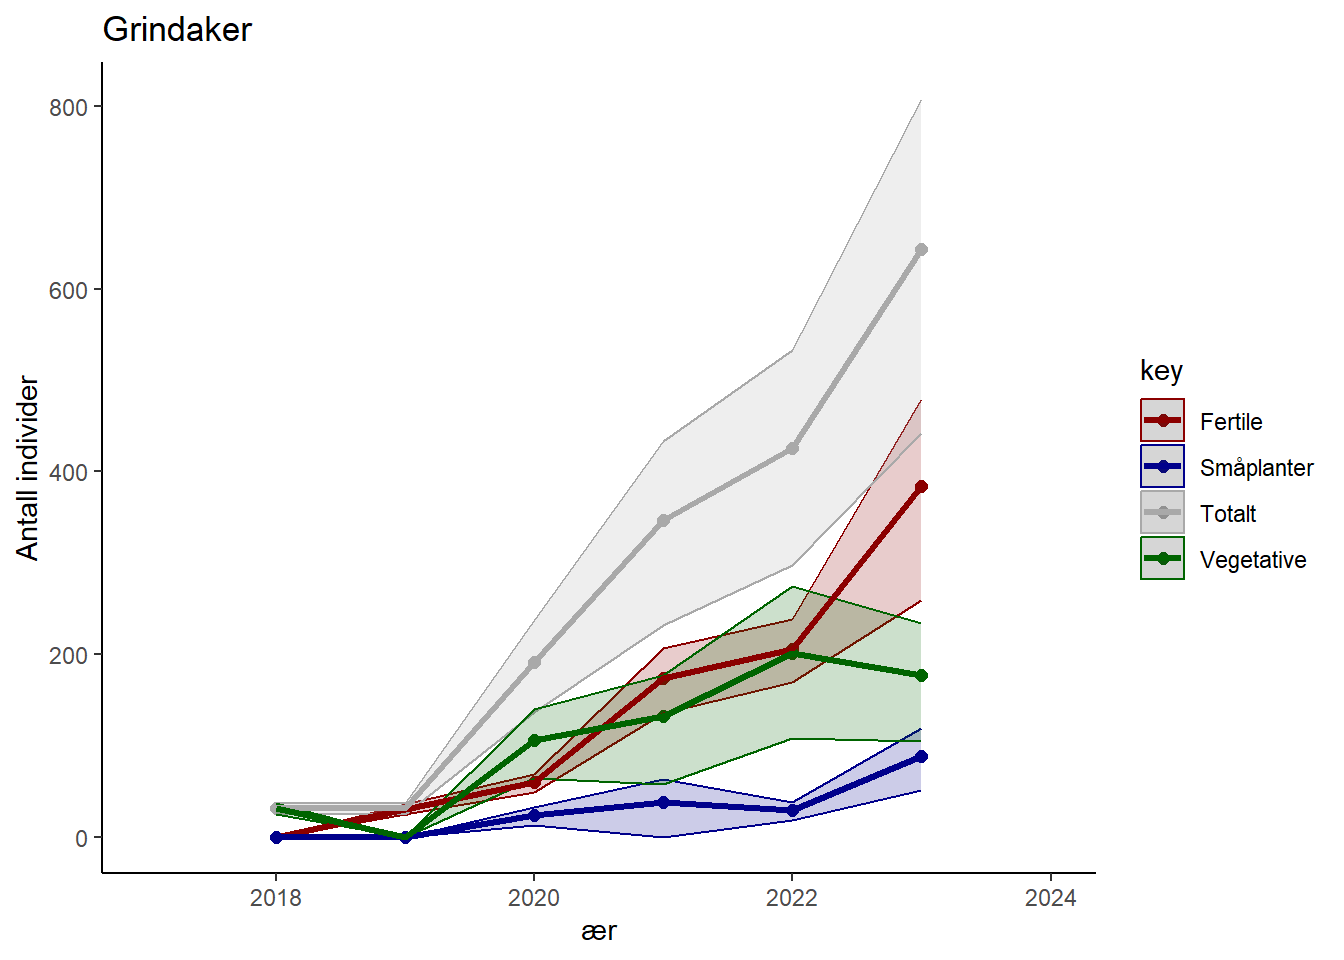 Grindaker
800
600
400
200
0
Antall individer
2018 2020 2022 2024
ær
key
Fertile
Småplanter
Totalt
Vegetative